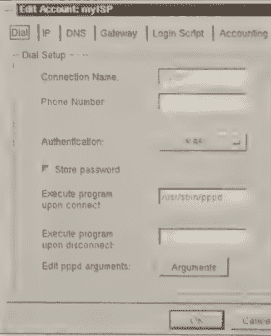 Edit Account: myISP
Dial IP DNS Gateway Login Script Accounting
Dial Setup
Connection Name:
Phone Number
Authentication:
Store password
Execute program
upon connect
/usr/sbin/pppd
Execute program
upon disconnect:
Edit pppd arguments: Arguments
OK Cancel